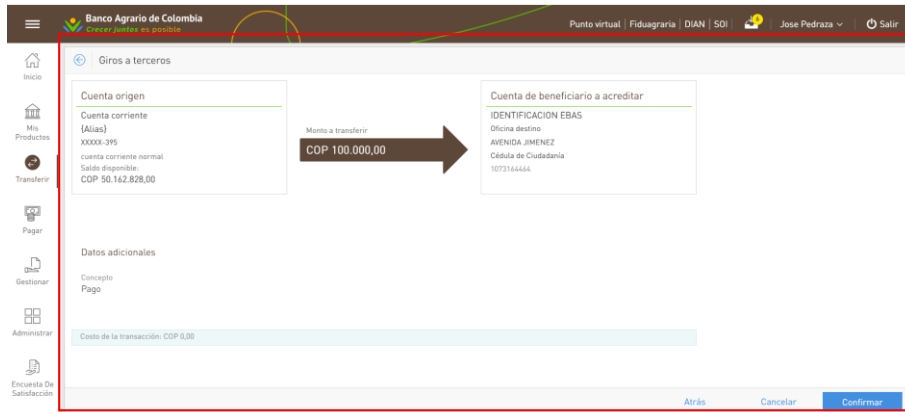 Banco Agrario de Colombia
Crecer juntos es posible
Punto virtual | Fiduagraria | DIAN | SOI |
Jose Pedraza
Salir
Inicio
Mis
Productos
Transferir
Pagar
Gestionar
Administrar
Encuesta De
Satisfacción
Giros a terceros
Cuenta origen
Cuenta corriente
{Alias}
XXXXX-395
cuenta corriente normal
Saldo disponible:
COP 50.162.828,00
Monto a transferir
COP 100.000,00
Cuenta de beneficiario a acreditar
IDENTIFICACION EBAS
Oficina destino
AVENIDA JIMENEZ
Cédula de Ciudadanía
1073164464
Datos adicionales
Concepto
Pago
Costo de la transacción: COP 0,00
Atrás
Cancelar
Confirmar